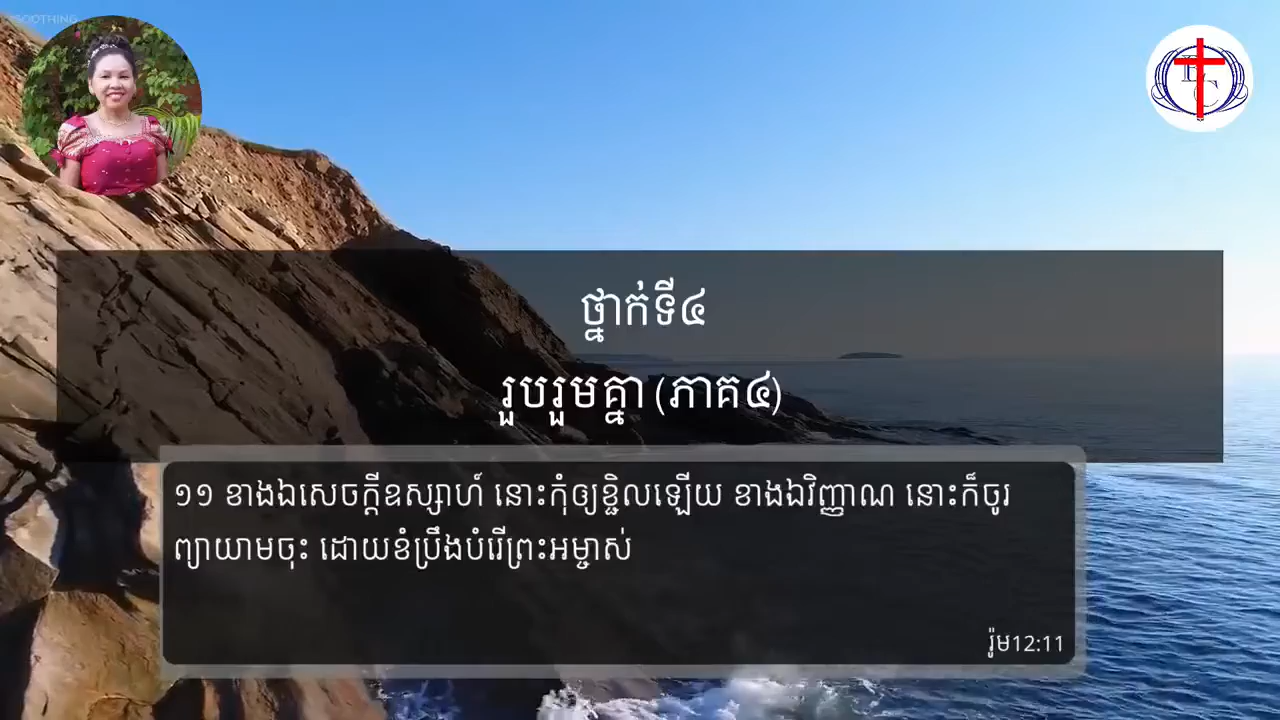 SOOTHING
B
C
ថ្នាក់ទី៤
រួបរួមគ្នា (ភាគ៤)
១១ ខាងឯសេចក្ដីឧស្សាហ៍ នោះកុំឲ្យខ្ជិលឡើយ ខាងឯវិញ្ញាណ នោះក៏ចូរ
ព្យាយាមចុះ ដោយខំប្រឹងបំរើព្រះអម្ចាស់
រ៉ូម12:11